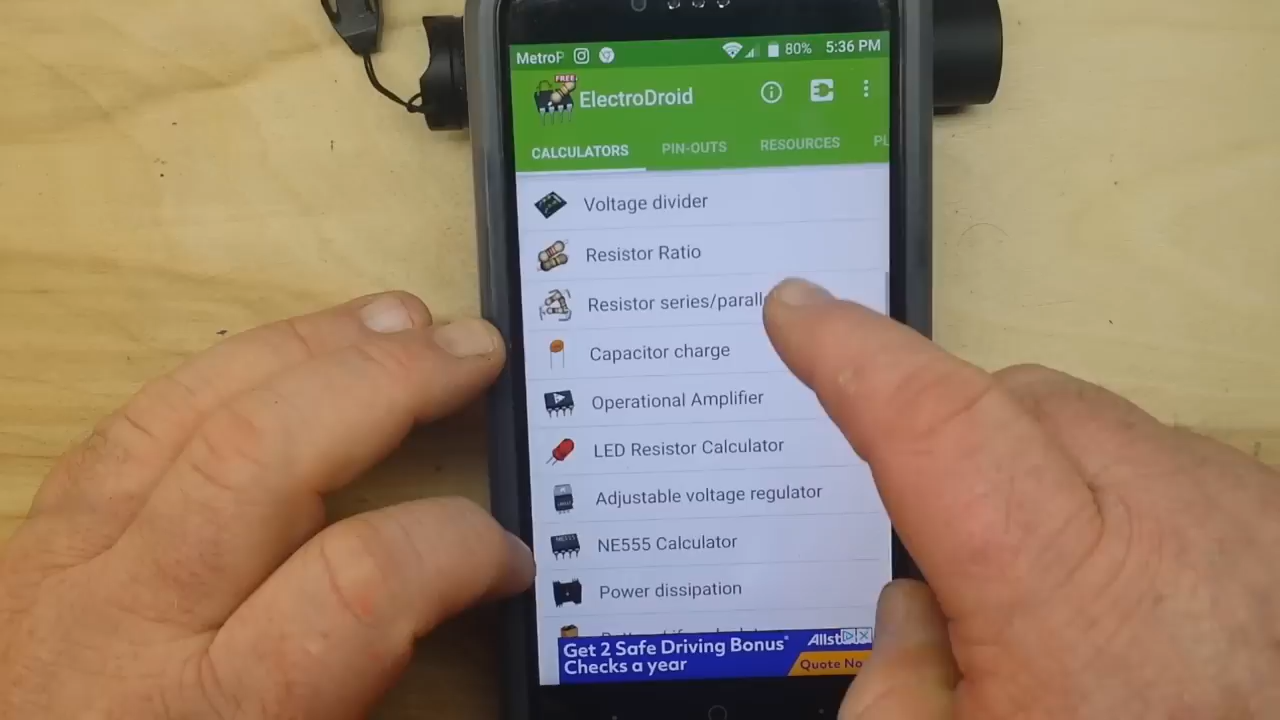 MetroP 80% 5:36 PM
FREE
ElectroDroid
CALCULATORS PIN-OUTS RESOURCES PL
Voltage divider
Resistor Ratio
Resistor series/parall
Capacitor charge
Operational Amplifier
LED Resistor Calculator
Adjustable voltage regulator
NE555
NE555 Calculator
Power dissipation
Get 2 Safe Driving Bonus® Allst
Checks a year Quote No